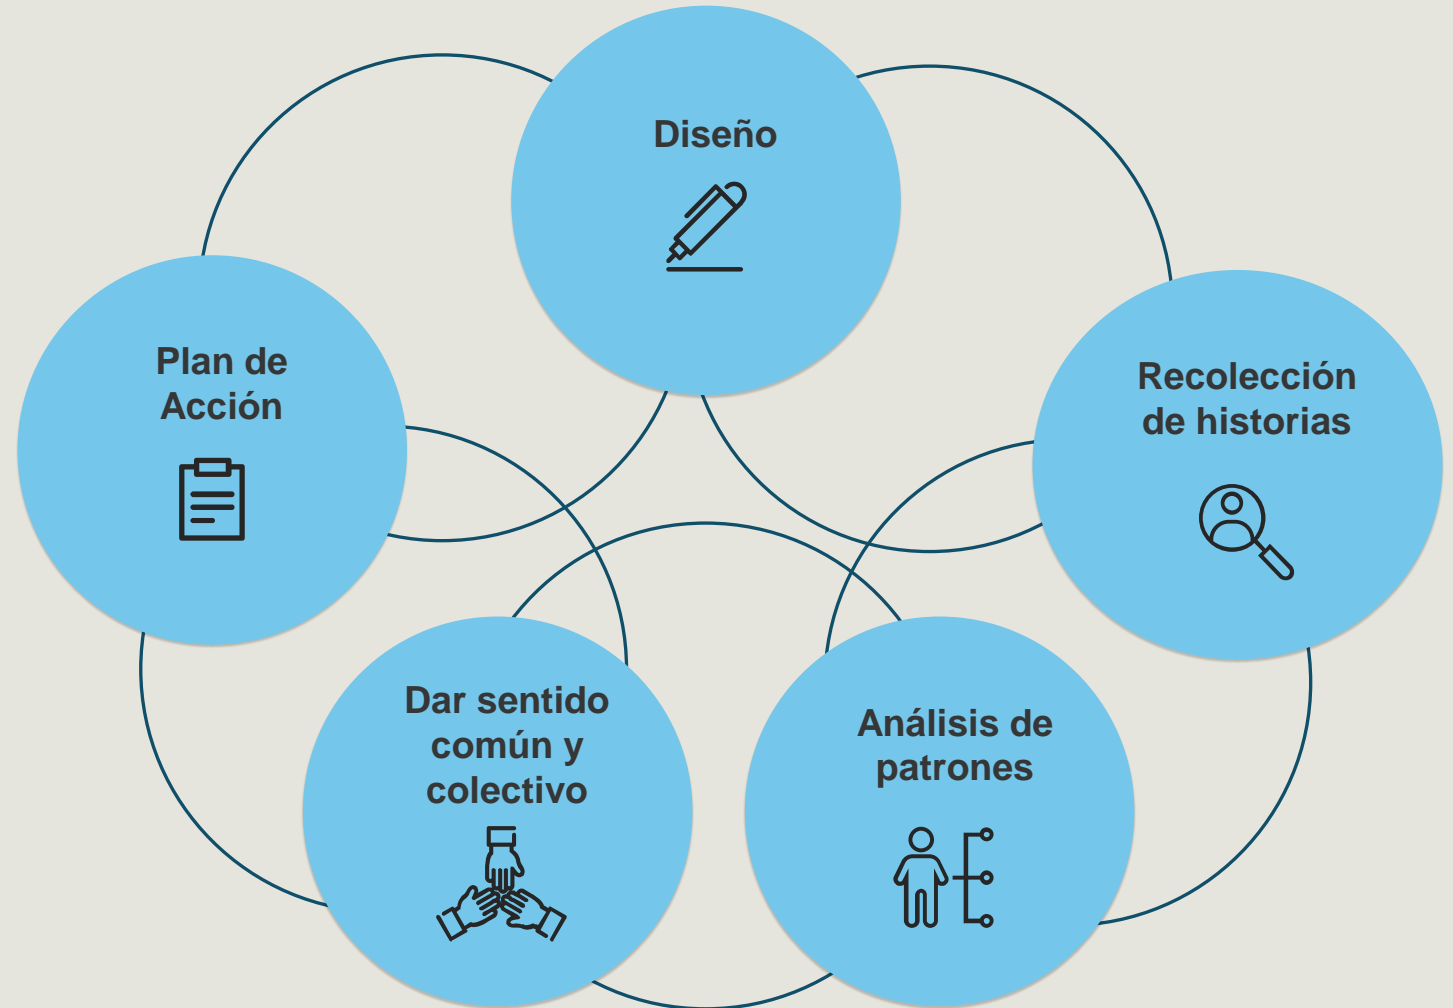 Diseño
Plan de
Acción
Recolección
de historias
Dar sentido
común y
colectivo
Análisis de
patrones